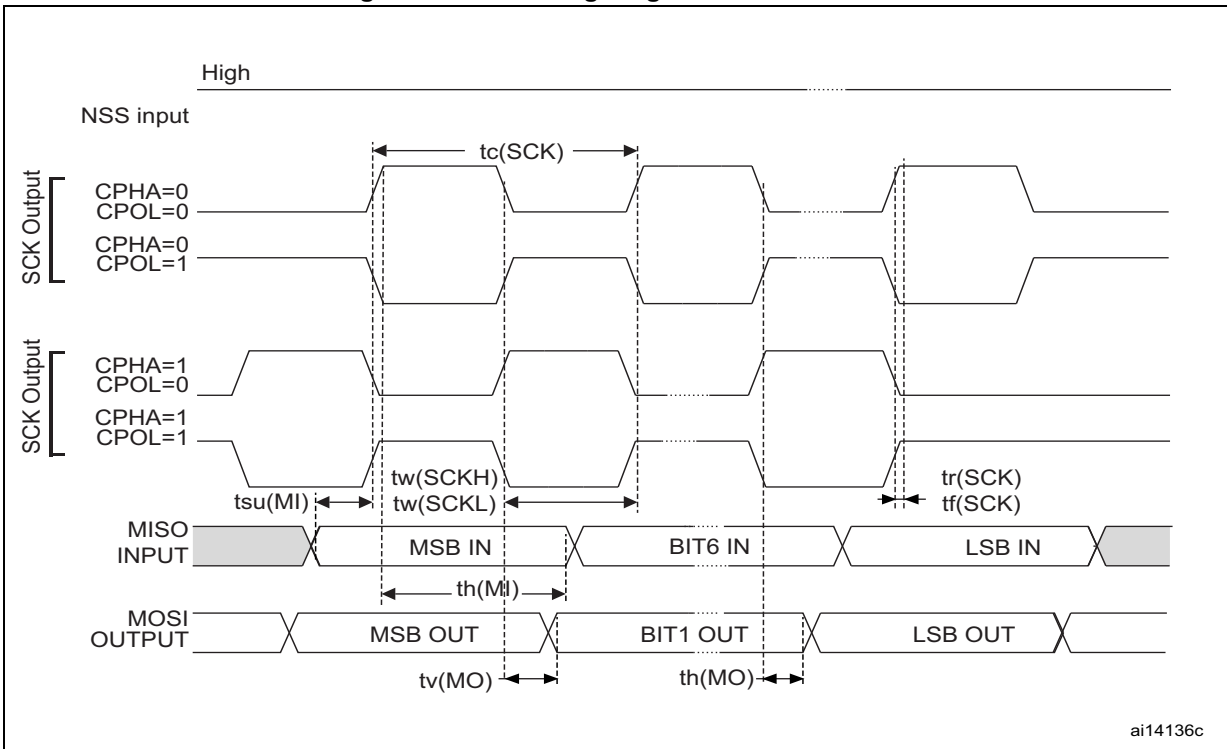 High
NSS input
tc(SCK)
SCK Output
CPHA=0
CPOL=0
CPHA=0
CPOL=1
SCK Output
CPHA=1
CPOL=0
CPHA=1
CPOL=1
tw(SCKH)
tw(SCKL)
tr(SCK)
tf(SCK)
tsu(MI)
MISO
INPUT
MSB IN
BIT6 IN
LSB IN
th(MI)
MOSI
OUTPUT
MSB OUT
BIT1 OUT
LSB OUT
tv(MO)
th(MO)
ai14136c